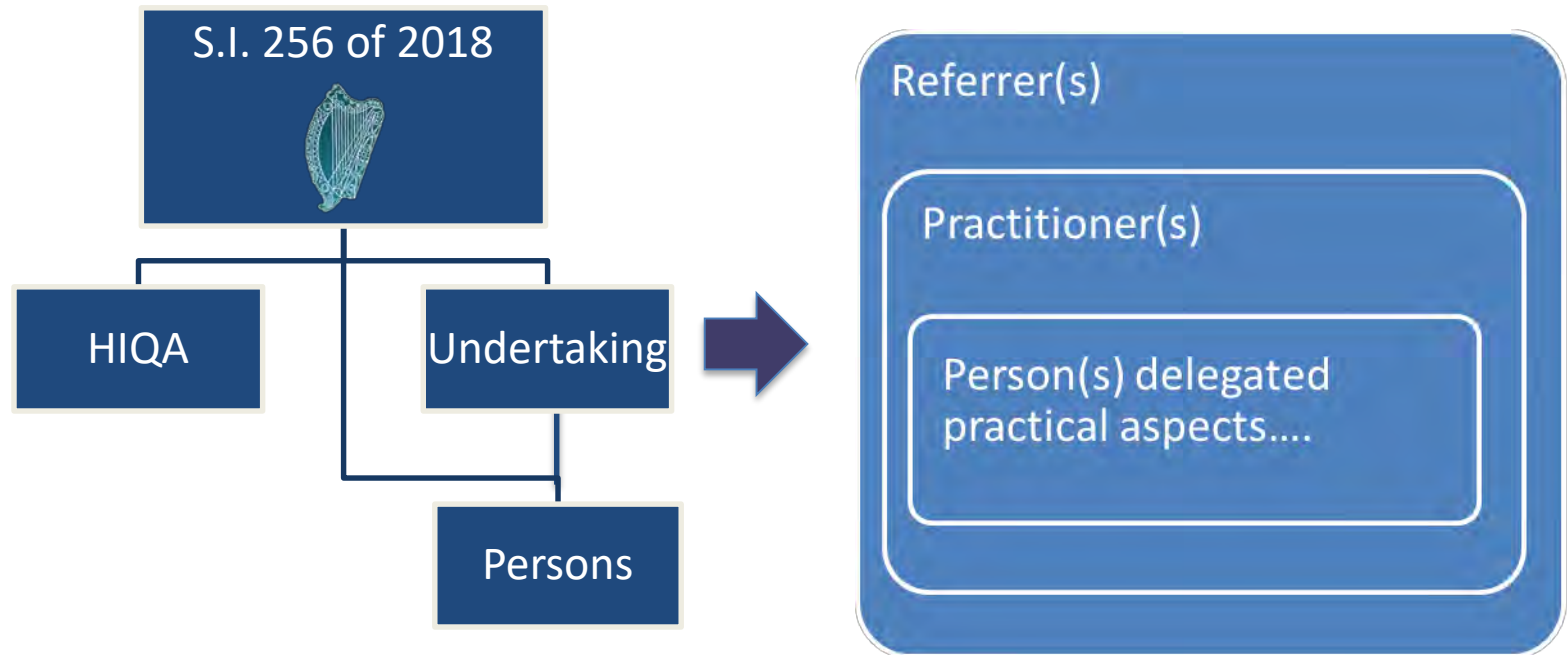 S.I. 256 of 2018
HIQA
Undertaking
Persons
Referrer(s)
Practitioner(s)
Person(s) delegated
practical aspects....